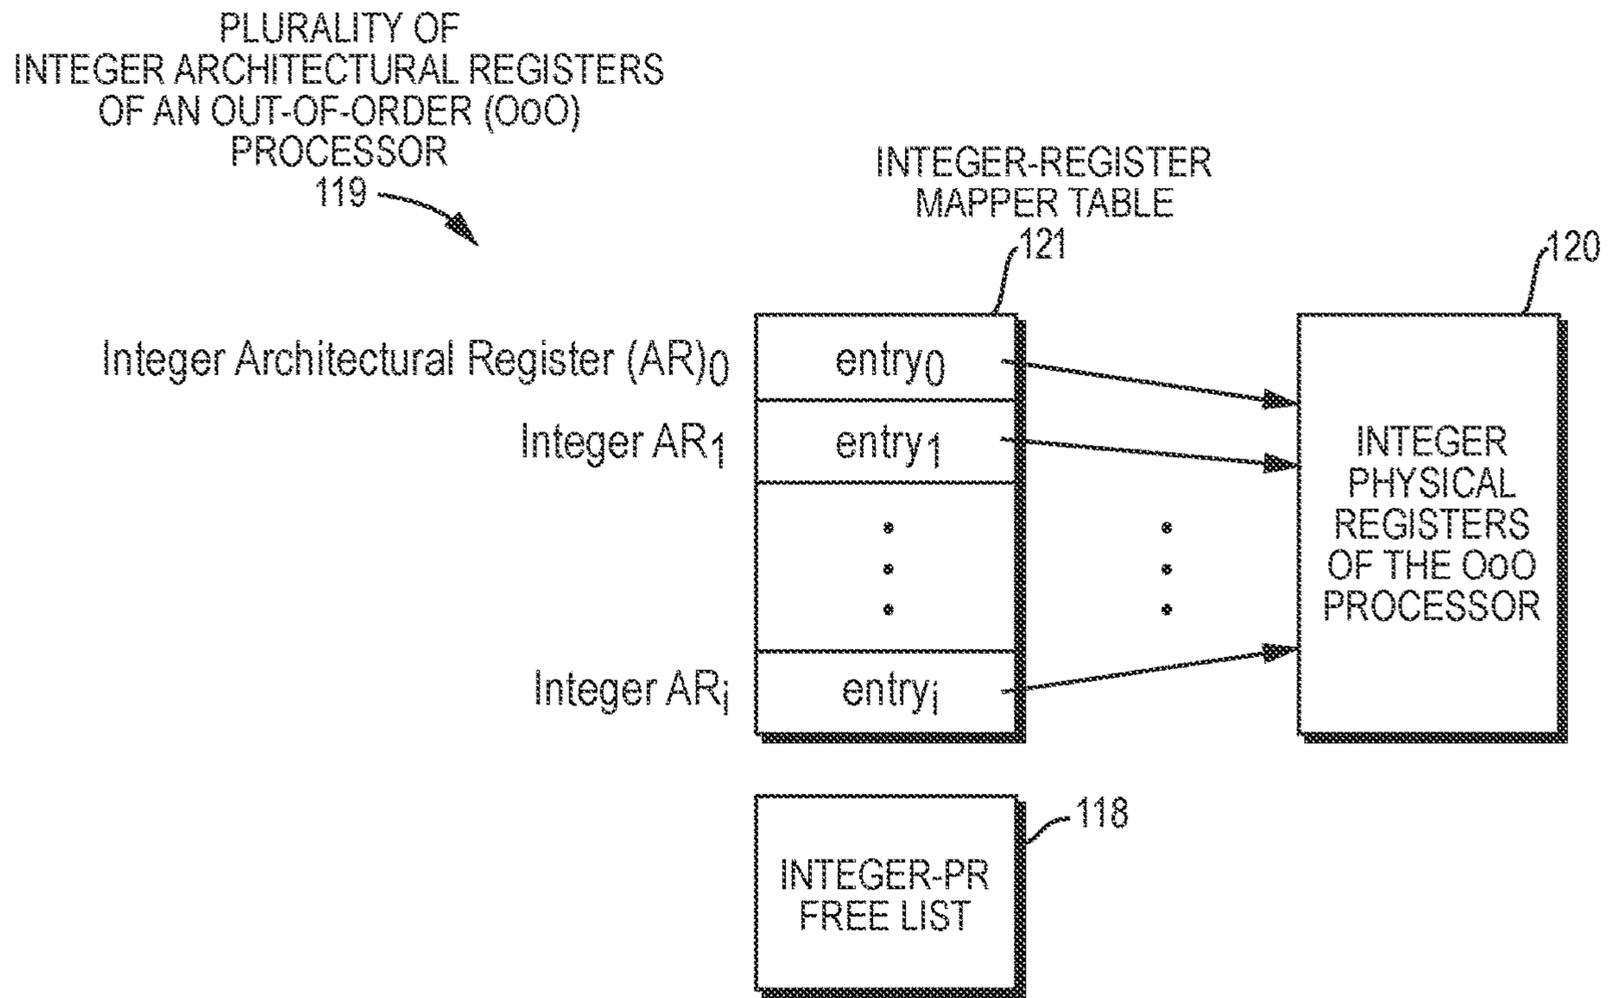 PLURALITY OF
INTEGER ARCHITECTURAL REGISTERS
OF AN OUT-OF-ORDER (OoO)
PROCESSOR
119
INTEGER-REGISTER
MAPPER TABLE
121
120
Integer Architectural Register (AR)0
entry0
Integer AR1
entry1
Integer ARi
entryi
INTEGER
PHYSICAL
REGISTERS
OF THE OoO
PROCESSOR
118
INTEGER-PR
FREE LIST